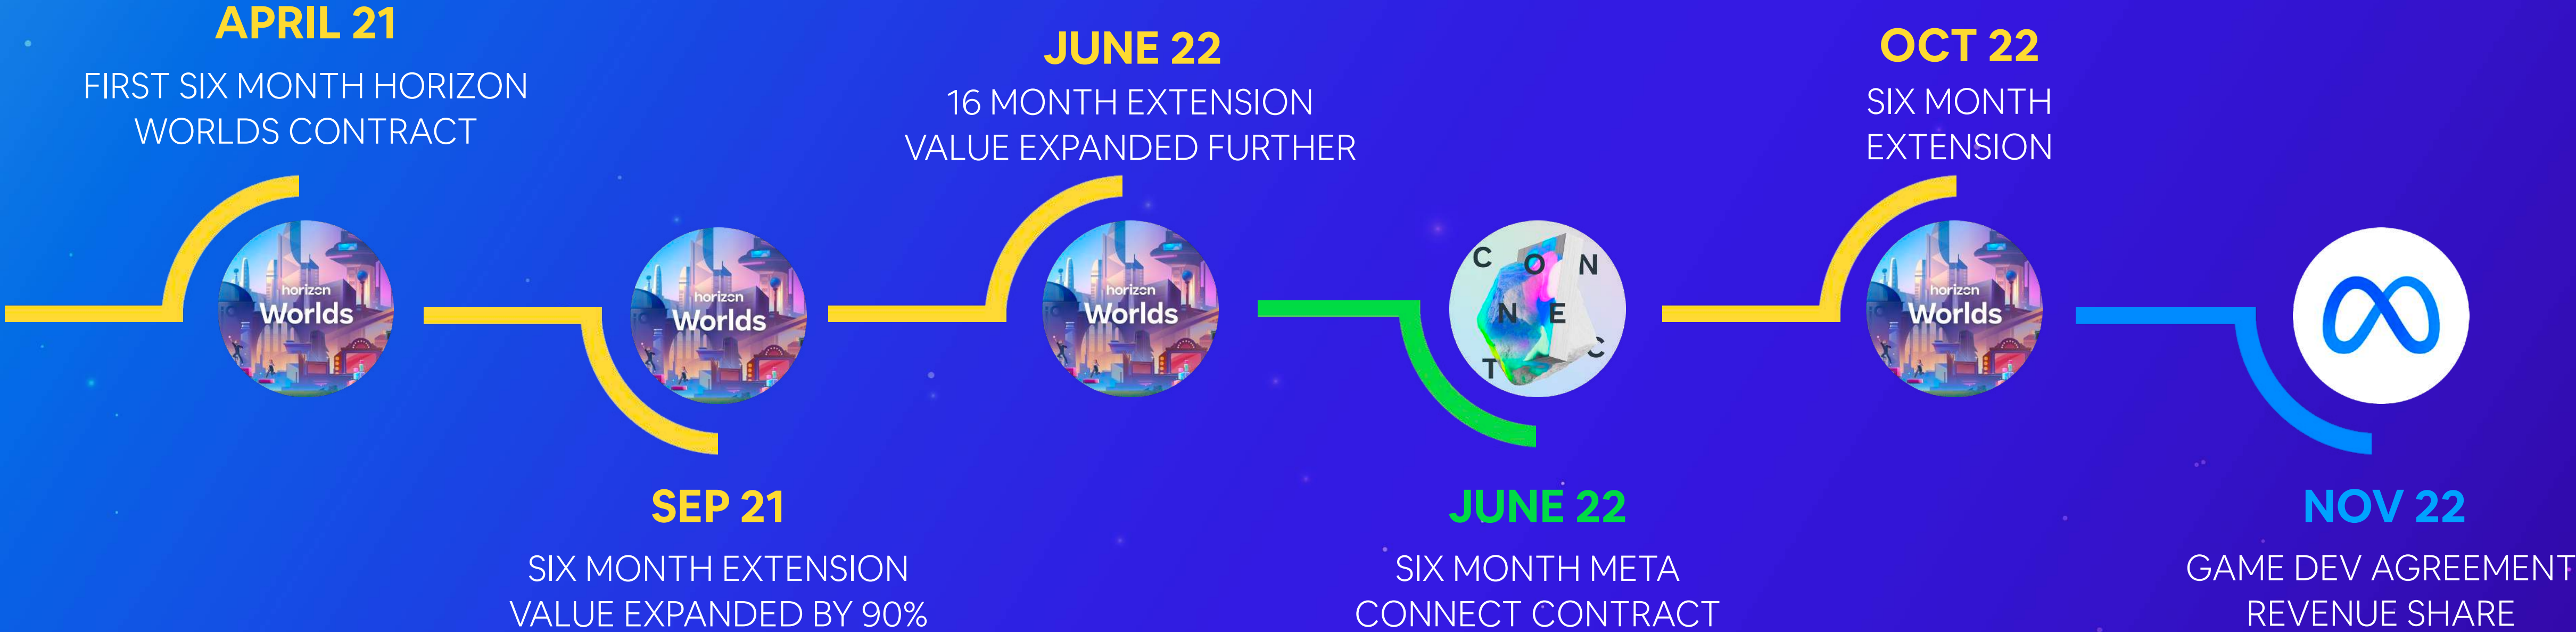 APRIL 21
FIRST SIX MONTH HORIZON
WORLDS CONTRACT
horizon
Worlds
SEP 21
SIX MONTH EXTENSION
VALUE EXPANDED BY 90%
horizon
Worlds
JUNE 22
16 MONTH EXTENSION
VALUE EXPANDED FURTHER
horizon
Worlds
JUNE 22
SIX MONTH META
CONNECT CONTRACT
C O N
N E
C
T
OCT 22
SIX MONTH
EXTENSION
horizon
Worlds
NOV 22
GAME DEV AGREEMENT
REVENUE SHARE